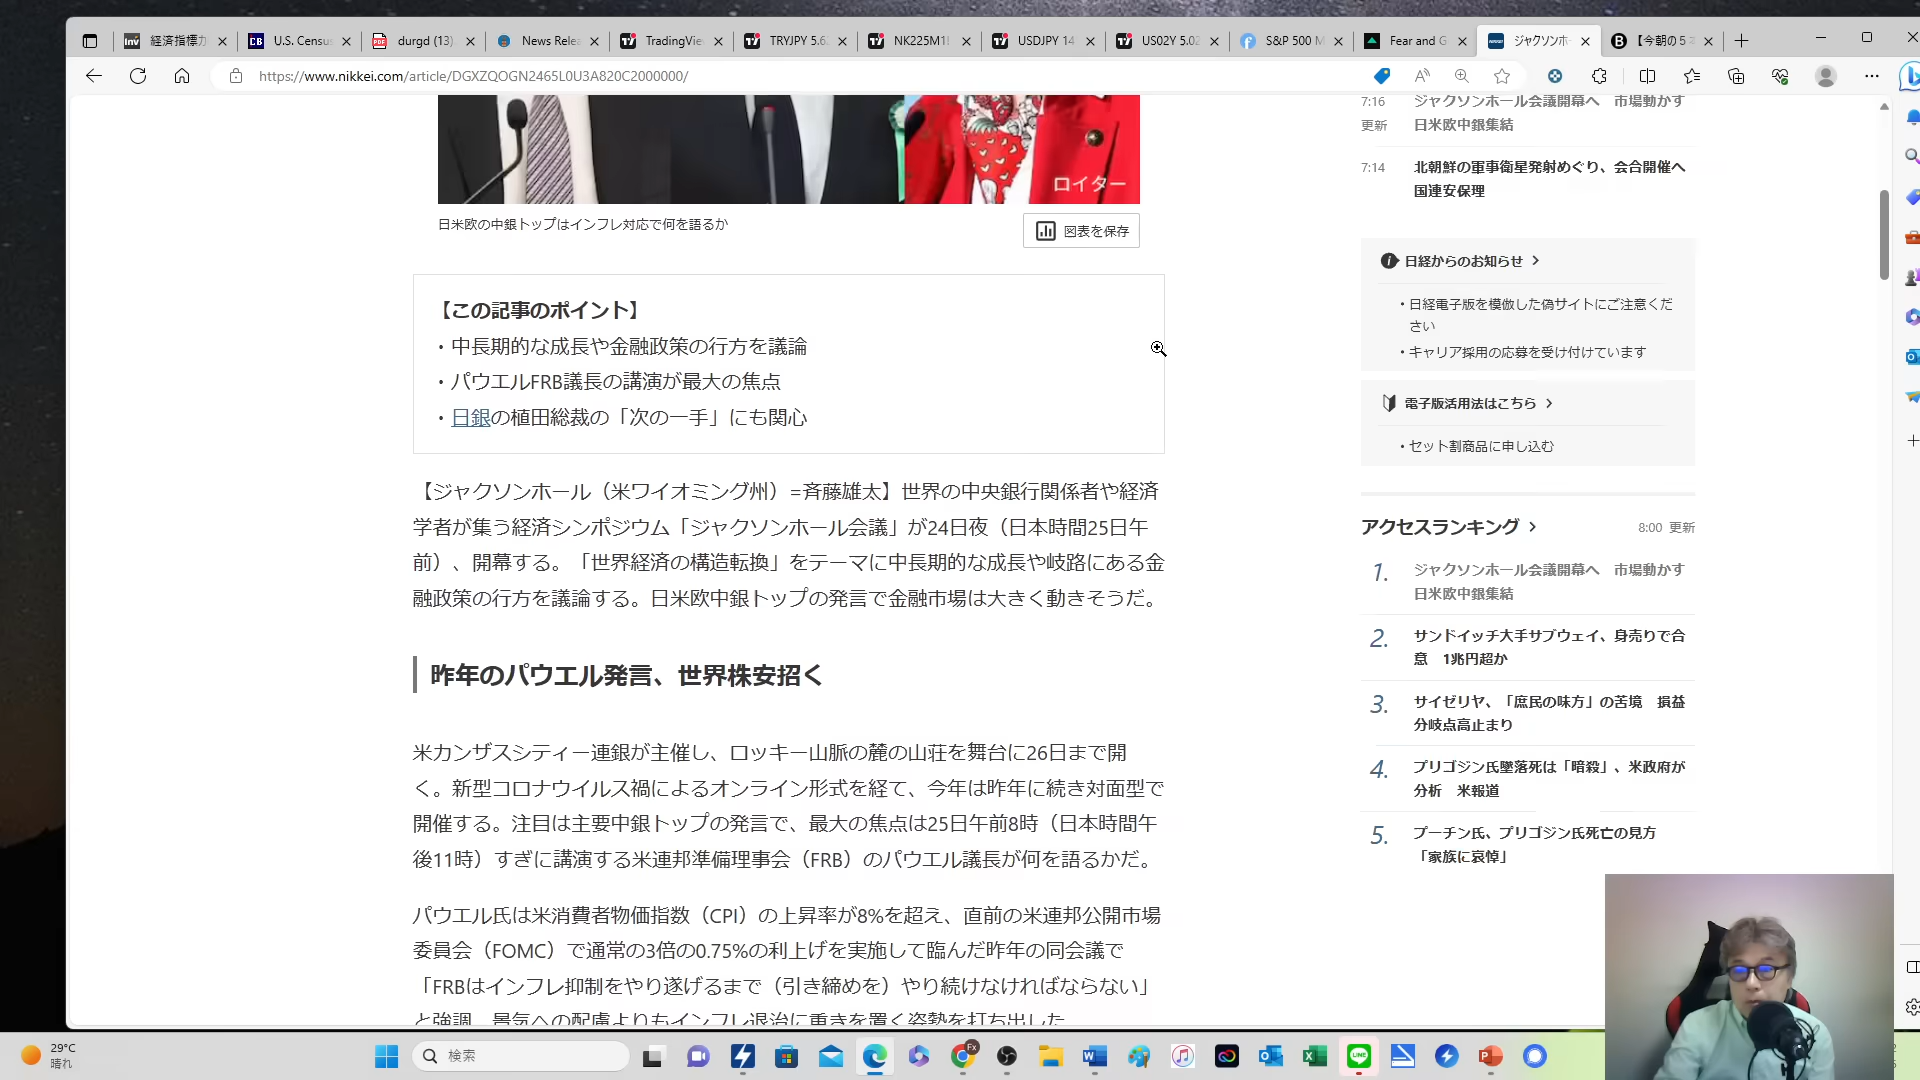 経済指標カ
U.S. Census
durgd (13)
News Relea
TradingVie
TRYJPY 5.6
NK225M1
USDJPY 14
US02Y 5.02
S&P 500 M
Fear and G
ジャクソンホ
【今朝の5
https://www.nikkei.com/article/DGXZQOGN2465L0U3A820C2000000/
ロイター
日米欧の中銀トップはインフレ対応で何を語るか
図表を保存
【この記事のポイント】
・中長期的な成長や金融政策の行方を議論
・パウエルFRB議長の講演が最大の焦点
・日銀の植田総裁の「次の一手」にも関心
【ジャクソンホール（米ワイオミング州）=斉藤雄太】世界の中央銀行関係者や経済
学者が集う経済シンポジウム「ジャクソンホール会議」が24日夜（日本時間25日午
前）、開幕する。「世界経済の構造転換」をテーマに中長期的な成長や岐路にある金
融政策の行方を議論する。日米欧中銀トップの発言で金融市場は大きく動きそうだ。
昨年のパウエル発言、世界株安招く
米カンザスシティー連銀が主催し、ロッキー山脈の麓の山荘を舞台に26日まで開
く。新型コロナウイルス禍によるオンライン形式を経て、今年は昨年に続き対面型で
開催する。注目は主要中銀トップの発言で、最大の焦点は25日午前8時（日本時間午
後11時）すぎに講演する米連邦準備理事会（FRB）のパウエル議長が何を語るかだ。
パウエル氏は米消費者物価指数（CPI）の上昇率が8%を超え、直前の米連邦公開市場
委員会（FOMC）で通常の3倍の0.75%の利上げを実施して臨んだ昨年の同会議で
「FRBはインフレ抑制をやり遂げるまで（引き締めを）やり続けなければならない」
と強調。景気への配慮よりもインフレ退治に重きを置く姿勢を打ち出した。
7:16
更新
ジャクソンホール会議開幕へ　市場動かす
日米欧中銀集結
7:14
北朝鮮の軍事衛星発射めぐり、会合開催へ
国連安保理
日経からのお知らせ
・日経電子版を模倣した偽サイトにご注意くだ
さい
・キャリア採用の応募を受け付けています
電子版活用法はこちら
・セット割商品に申し込む
アクセスランキング
8:00 更新
1.
ジャクソンホール会議開幕へ　市場動かす
日米欧中銀集結
2.
サンドイッチ大手サブウェイ、身売りで合
意　1兆円超か
3.
サイゼリヤ、「庶民の味方」の苦境　損益
分岐点高止まり
4.
プリゴジン氏墜落死は「暗殺」、米政府が
分析　米報道
5.
プーチン氏、プリゴジン氏死亡の見方
「家族に哀悼」
29°C
晴れ
検索